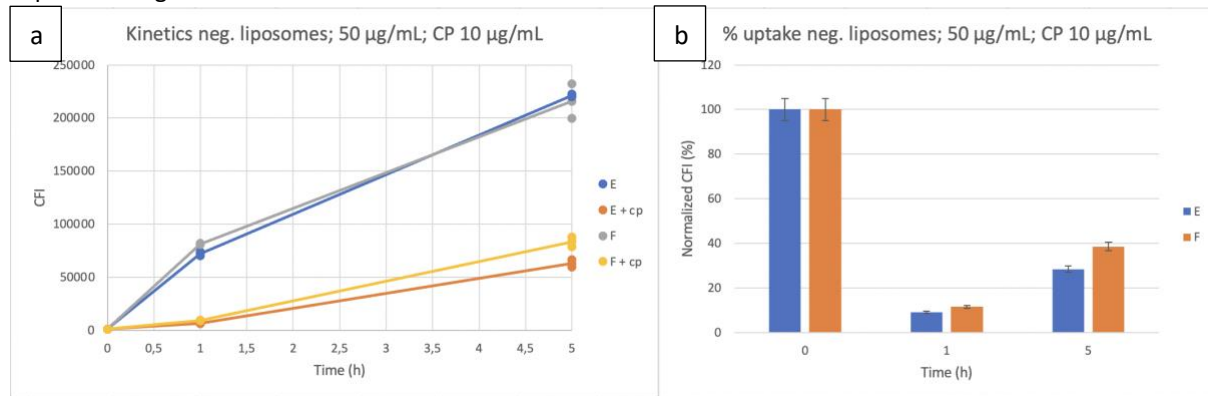 a
Kinetics neg. liposomes; 50 µg/mL; CP 10 µg/mL
250000
200000
150000
100000
50000
0
CFI
0 0,5 1 1,5 2 2,5 3 3,5 4 4,5 5
Time (h)
E
E + cp
F
F + cp
b
% uptake neg. liposomes; 50 µg/mL; CP 10 µg/mL
120
100
80
60
40
20
0
Normalized CFI (%)
0 1 5
Time (h)
E
F